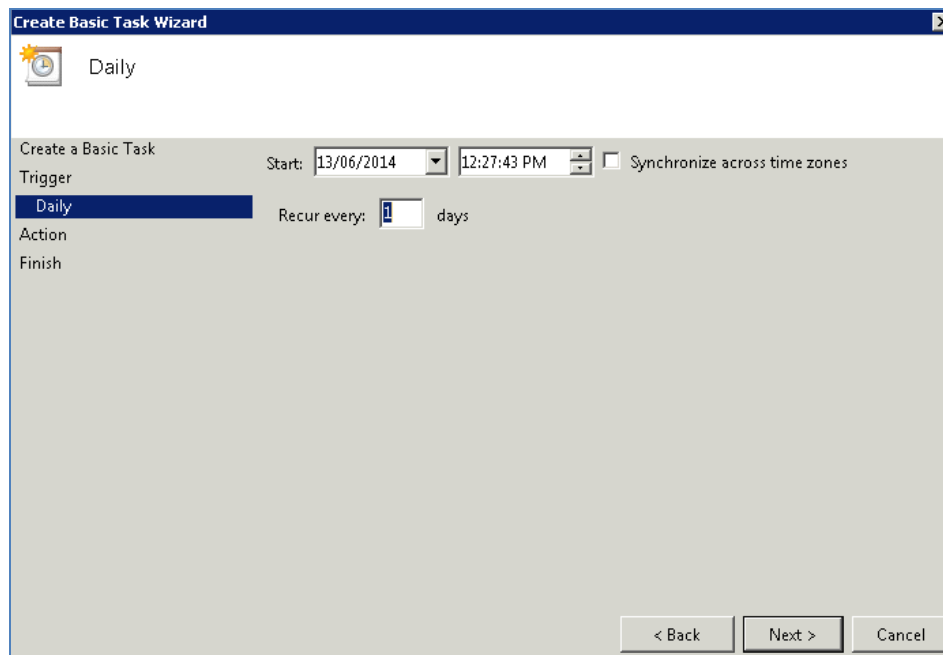 Create Basic Task Wizard
Daily
Create a Basic Task
Trigger
Daily
Action
Finish
Start: 13/06/2014 12:27:43 PM Synchronize across time zones
Recur every: 1 days
< Back Next > Cancel